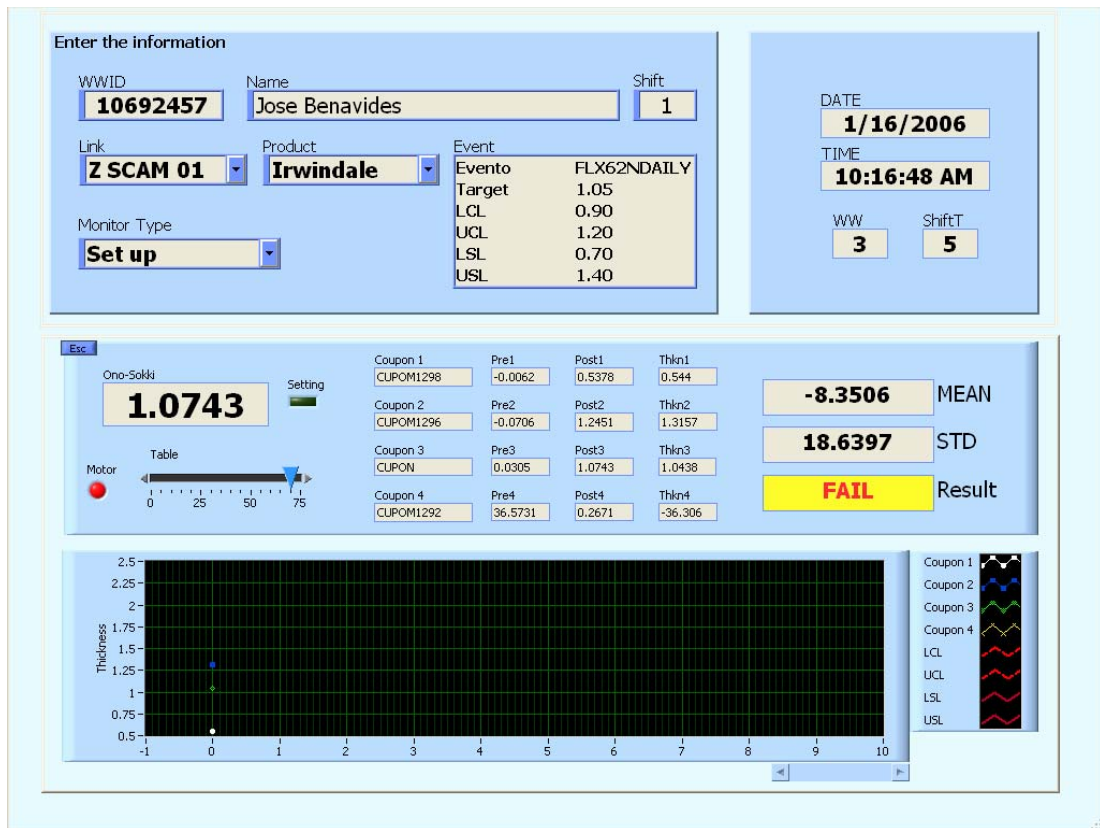 Enter the information
WWID Name Shift
10692457 Jose Benavides 1
Link Product Event
Z SCAM 01 Irwindale
Evento FLX62NDAILY
Target 1.05
LCL 0.90
UCL 1.20
LSL 0.70
USL 1.40
Monitor Type
Set up
DATE
1/16/2006
TIME
10:16:48 AM
WW ShiftT
3 5
Esc
Ono-Sokki
1.0743
Setting
Table
Motor
0 25 50 75
Coupon 1 Pre1 Post1 Thkn1
CUPOM1298 -0.0062 0.5378 0.544
Coupon 2 Pre2 Post2 Thkn2
CUPOM1296 -0.0706 1.2451 1.3157
Coupon 3 Pre3 Post3 Thkn3
CUPON 0.0305 1.0743 1.0438
Coupon 4 Pre4 Post4 Thkn4
CUPOM1292 36.5731 0.2671 -36.306
-8.3506 MEAN
18.6397 STD
FAIL Result
Thickness
2.5
2.25
2
1.75
1.5
1.25
1
0.75
0.5
-1 0 1 2 3 4 5 6 7 8 9 10
Coupon 1
Coupon 2
Coupon 3
Coupon 4
LCL
UCL
LSL
USL